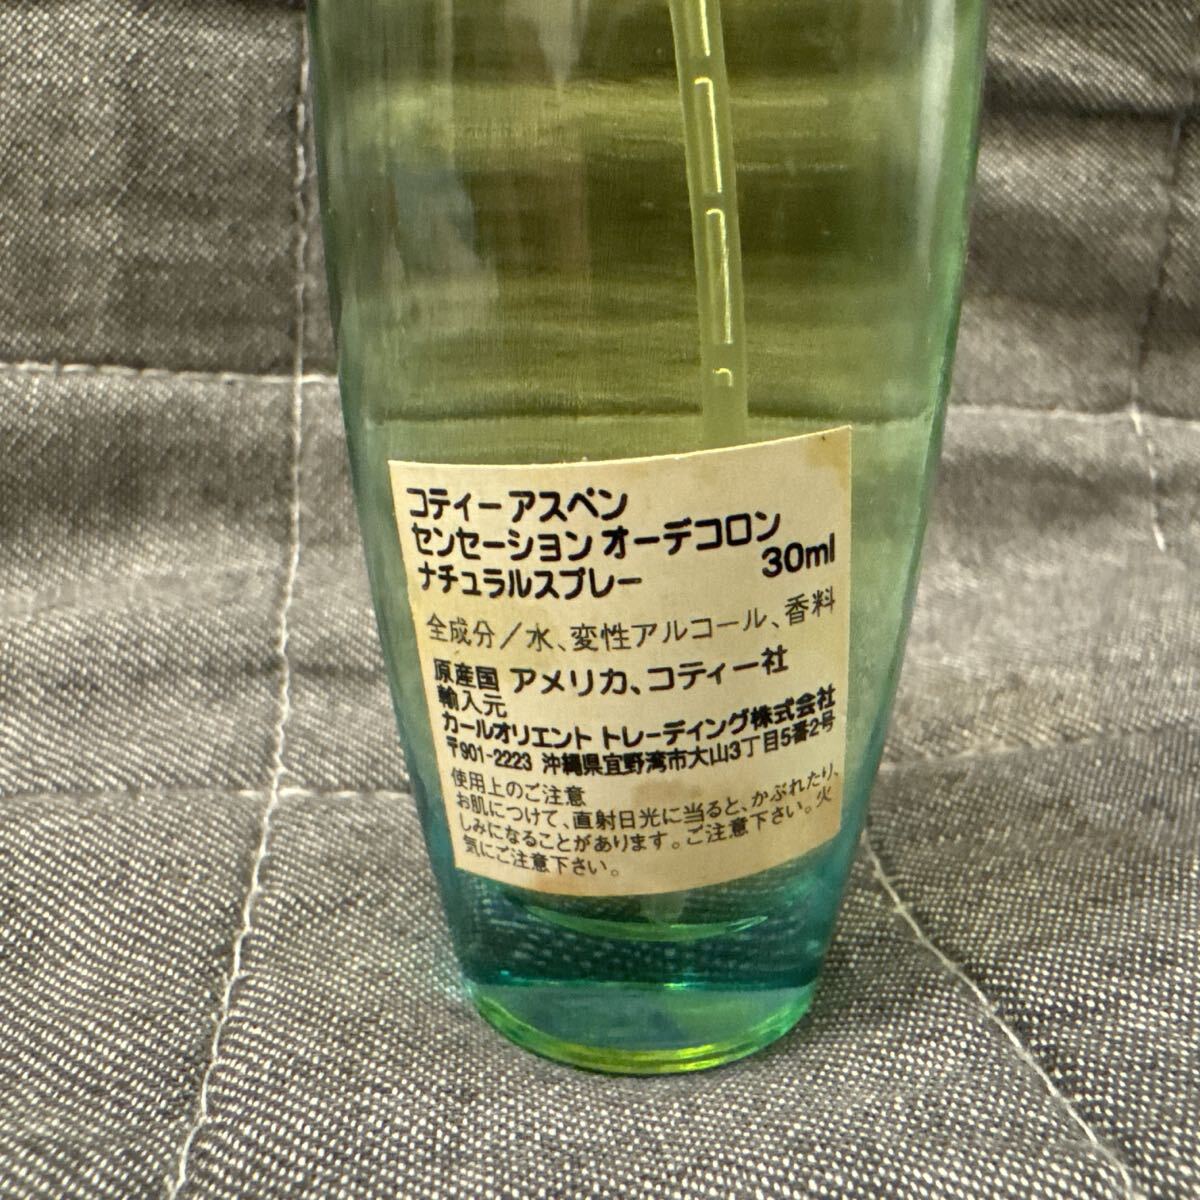 コティーアスペン
センセーション オーデコロン
ナチュラルスプレー 30ml
全成分/水、変性アルコール、香料
原産国 アメリカ、コティー社
輸入元
カールオリエント トレーディング株式会社
〒901-2223 沖縄県宜野湾市大山3丁目5番2号
使用上のご注意
お肌につけて、直射日光に当ると、かぶれたり、
しみになることがあります。ご注意下さい。火
気にご注意下さい。